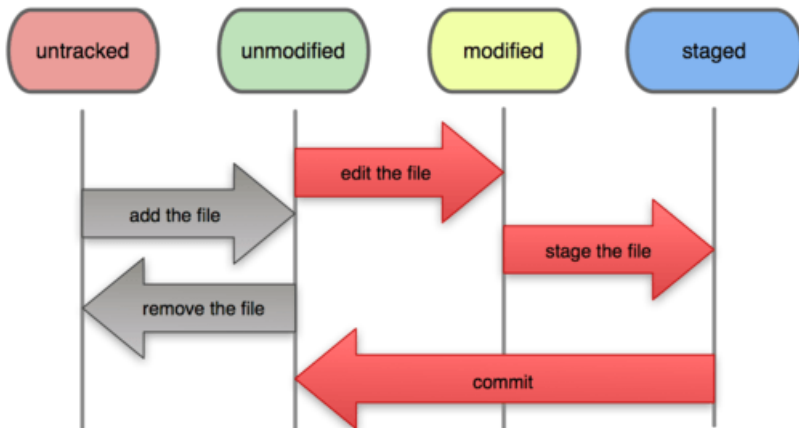 untracked
unmodified
modified
staged
edit the file
add the file
stage the file
remove the file
commit